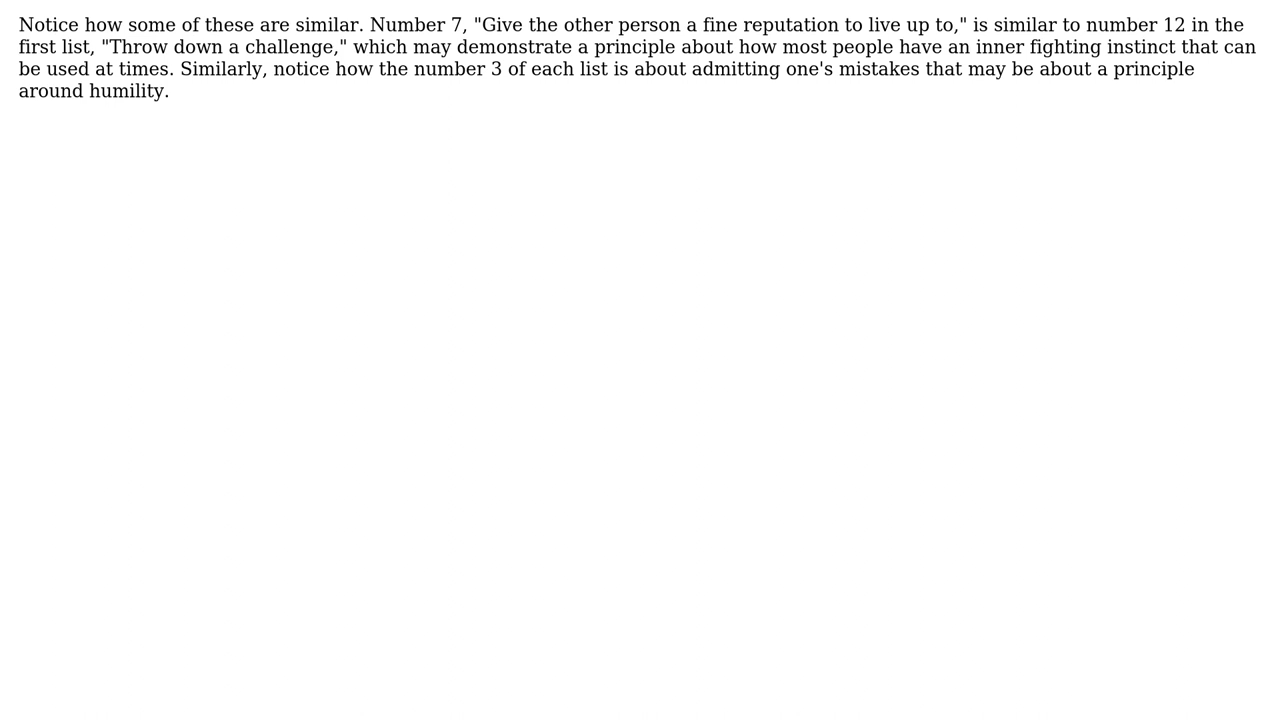 Notice how some of these are similar. Number 7, "Give the other person a fine reputation to live up to," is similar to number 12 in the
first list, "Throw down a challenge," which may demonstrate a principle about how most people have an inner fighting instinct that can
be used at times. Similarly, notice how the number 3 of each list is about admitting one's mistakes that may be about a principle
around humility.